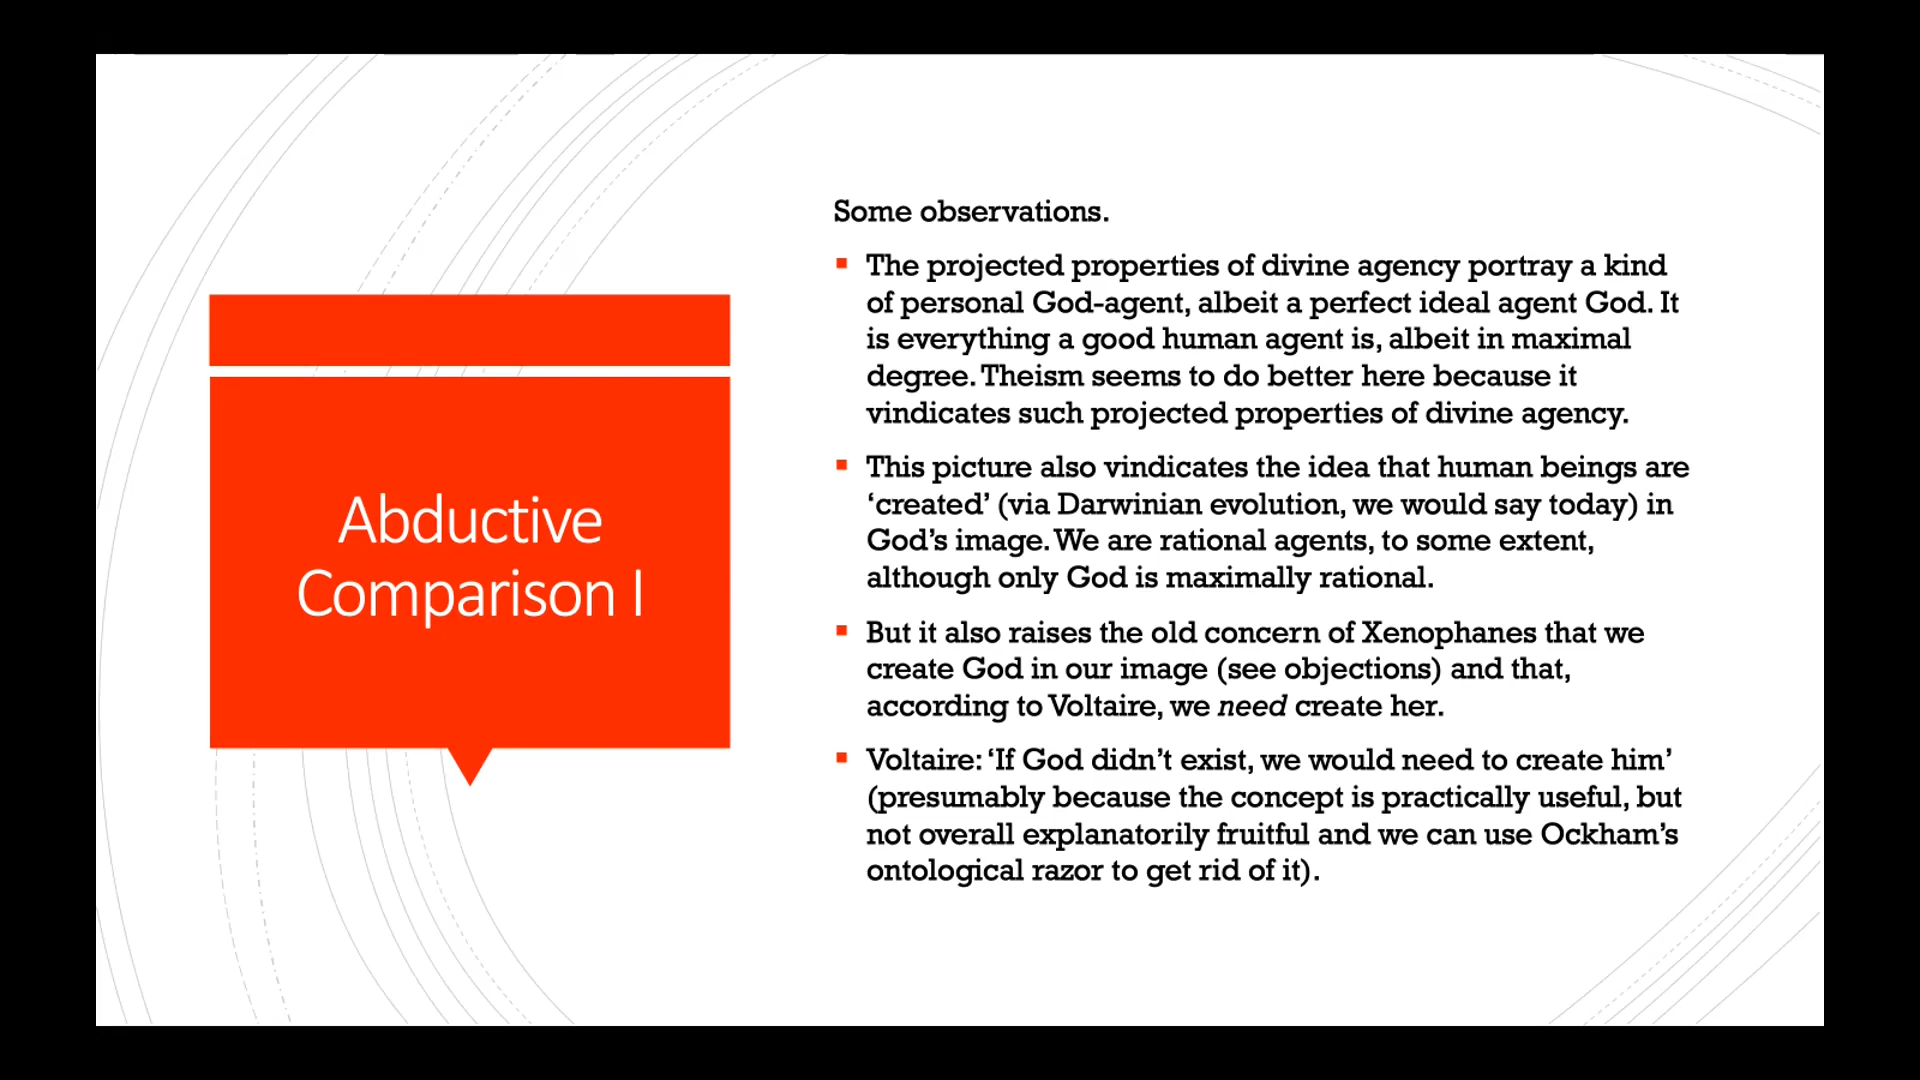 Abductive
Comparison I
Some observations.
▪ The projected properties of divine agency portray a kind
of personal God-agent, albeit a perfect ideal agent God. It
is everything a good human agent is, albeit in maximal
degree. Theism seems to do better here because it
vindicates such projected properties of divine agency.
▪ This picture also vindicates the idea that human beings are
‘created’ (via Darwinian evolution, we would say today) in
God’s image. We are rational agents, to some extent,
although only God is maximally rational.
▪ But it also raises the old concern of Xenophanes that we
create God in our image (see objections) and that,
according to Voltaire, we need create her.
▪ Voltaire: ‘If God didn’t exist, we would need to create him’
(presumably because the concept is practically useful, but
not overall explanatorily fruitful and we can use Ockham’s
ontological razor to get rid of it).